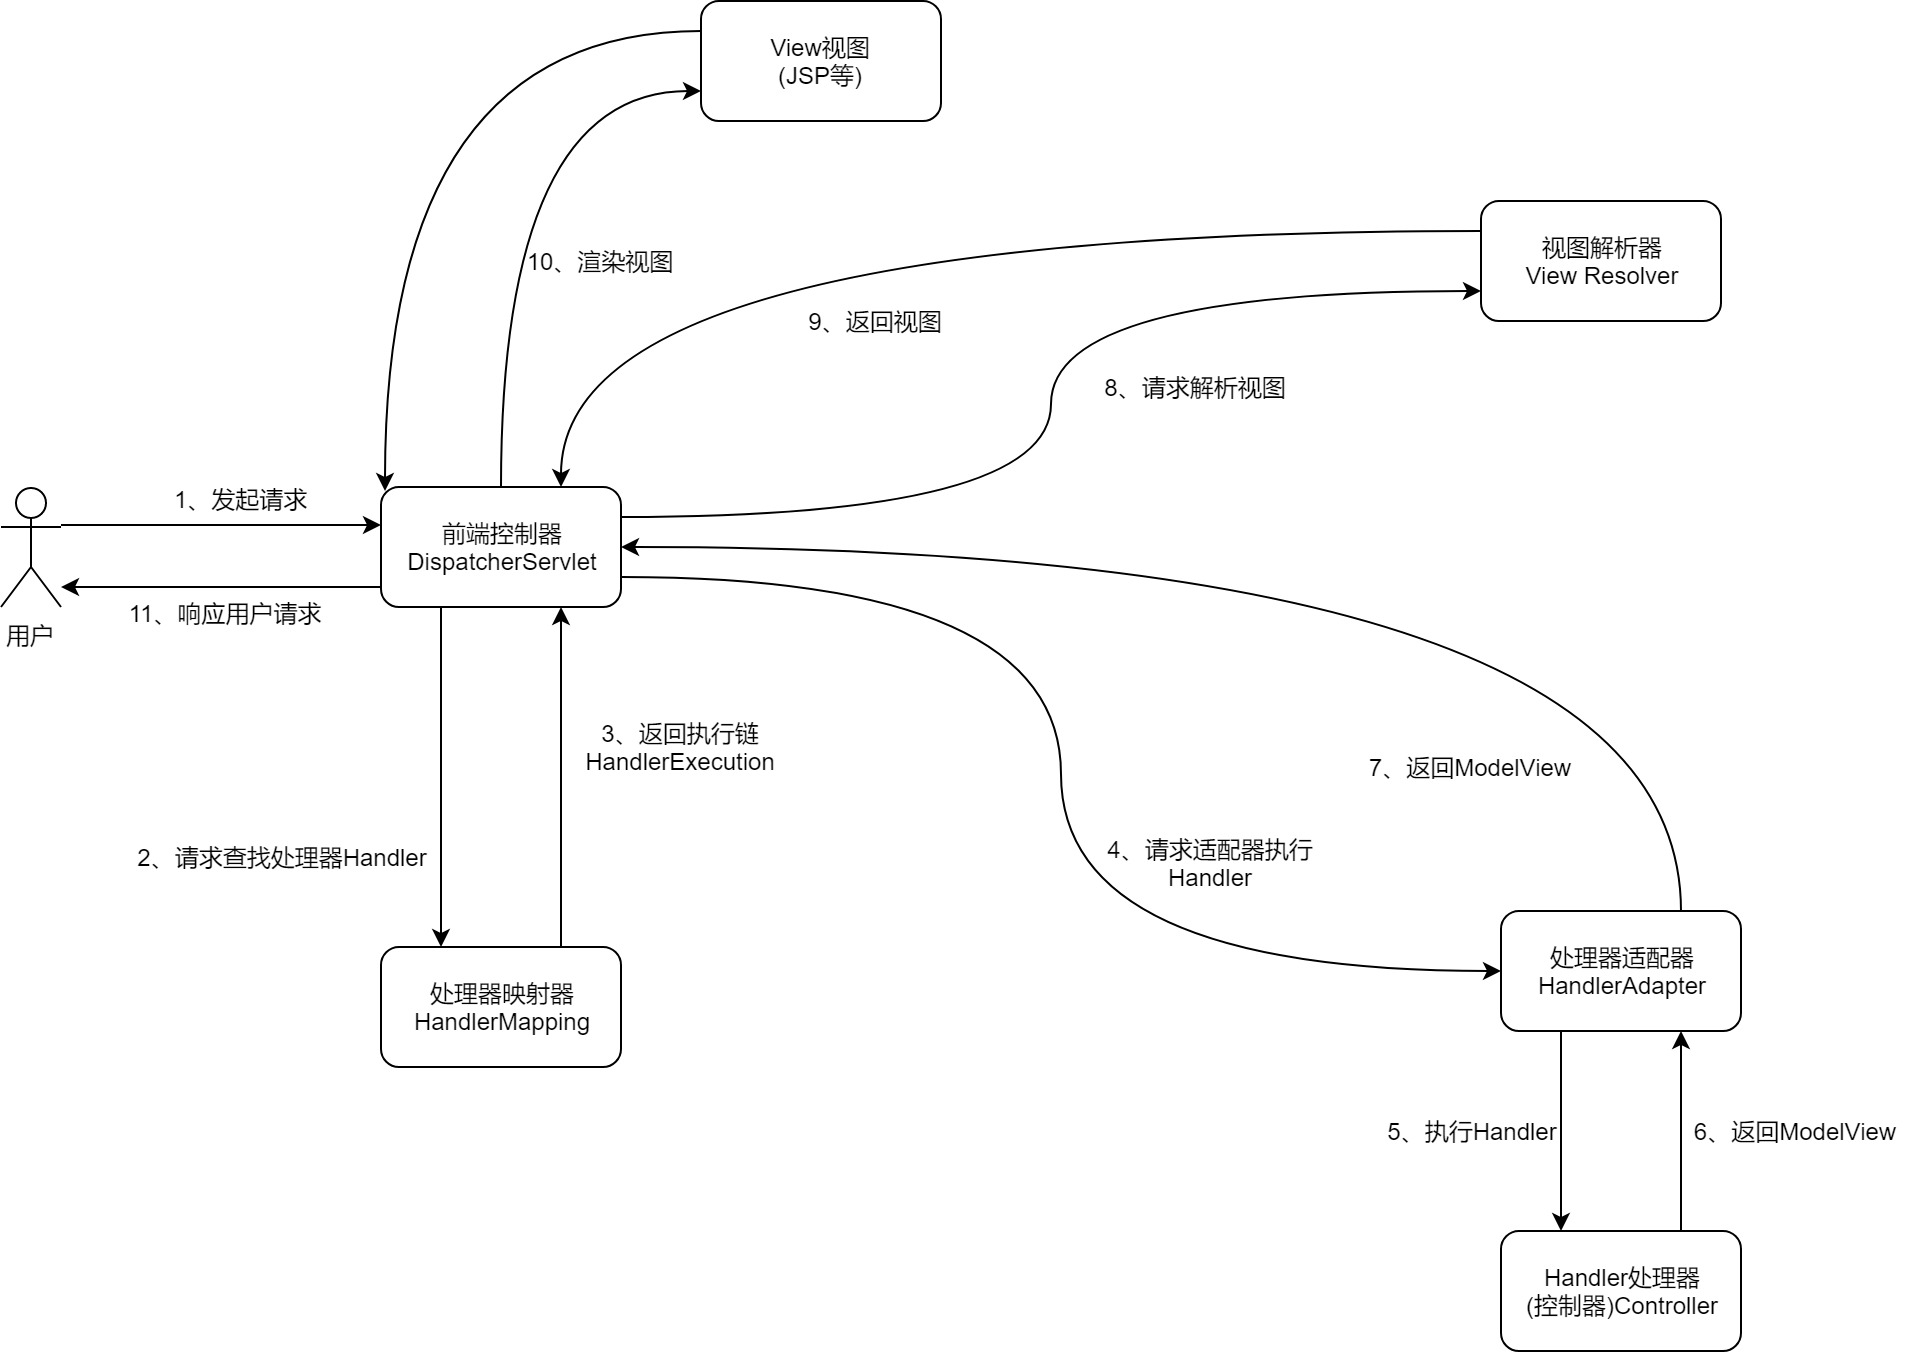 View视图
(JSP等)
10、渲染视图
视图解析器
View Resolver
9、返回视图
8、请求解析视图
1、发起请求
前端控制器
DispatcherServlet
11、响应用户请求
用户
3、返回执行链
HandlerExecution
7、返回ModelView
2、请求查找处理器Handler
4、请求适配器执行
Handler
处理器适配器
HandlerAdapter
处理器映射器
HandlerMapping
5、执行Handler
6、返回ModelView
Handler处理器
(控制器)Controller